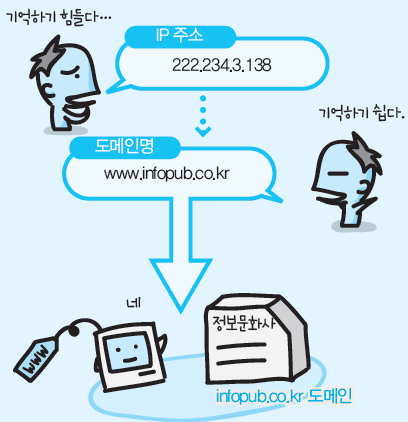 기억하기 힘들다…
IP 주소
222.234.3.138
기억하기 쉽다.
도메인명
www.infopub.co.kr
네
www
정보문화사
infopub.co.kr 도메인